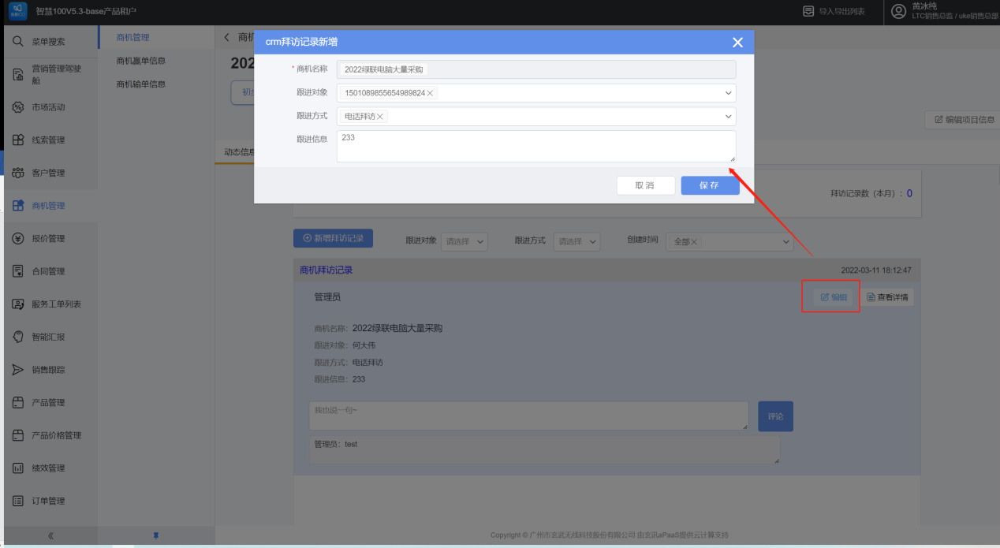 智慧100V5.3-base产品租户
导入导出列表
黄冰纯
LTC销售总监 / uke销售总部
菜单搜索
营销管理驾驶
舱
市场活动
线索管理
客户管理
商机管理
报价管理
合同管理
服务工单列表
智能汇报
销售跟踪
产品管理
产品价格管理
绩效管理
订单管理
商机管理
商机赢单信息
商机输单信息
商机
202
编辑项目信息
动态信息
crm拜访记录新增
* 商机名称 2022绿联电脑大量采购
跟进对象 1501089855654989824
跟进方式 电话拜访
跟进信息 233
取消 保存
拜访记录数（本月）: 0
新增拜访记录 跟进对象 请选择 跟进方式 请选择 创建时间 全部
商机拜访记录 2022-03-11 18:12:47
管理员 编辑 查看详情
商机名称: 2022绿联电脑大量采购
跟进对象: 何大伟
跟进方式: 电话拜访
跟进信息: 233
我也说一句~
评论
管理员: test
Copyright © 广州市玄武无线科技股份有限公司 由玄讯aPaaS提供云计算支持